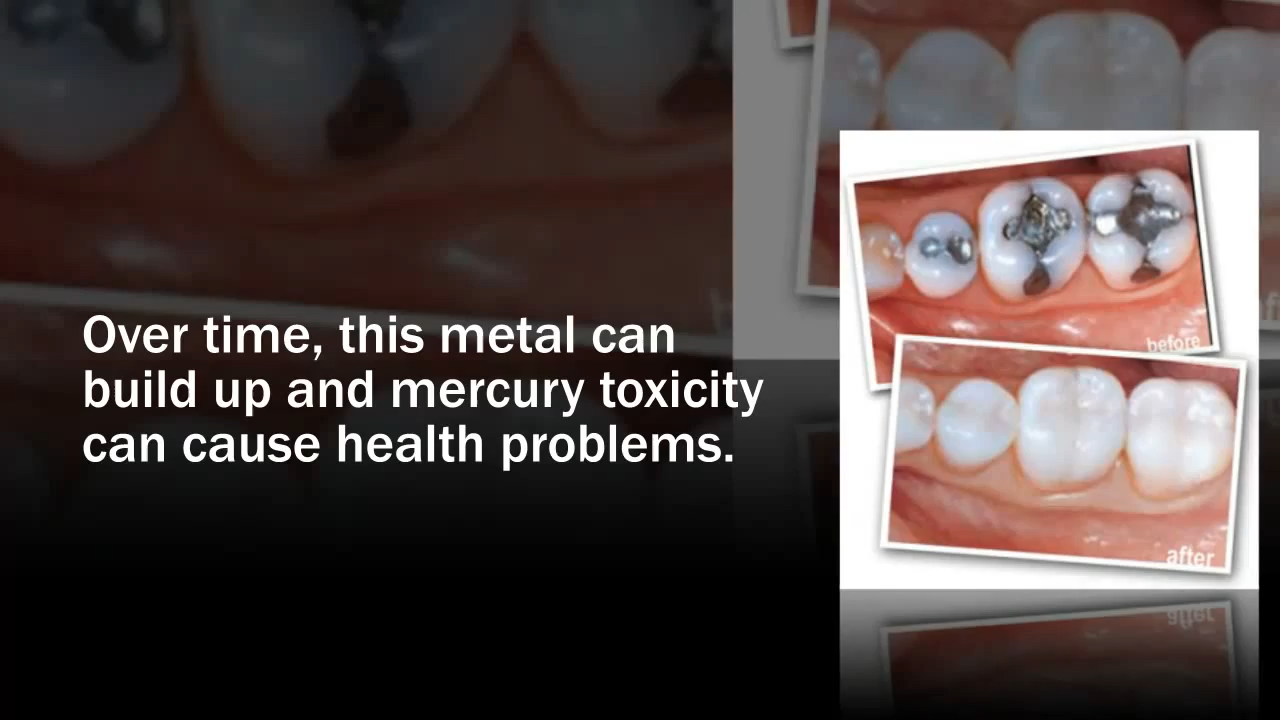 Over time, this metal can
build up and mercury toxicity
can cause health problems.
before
after